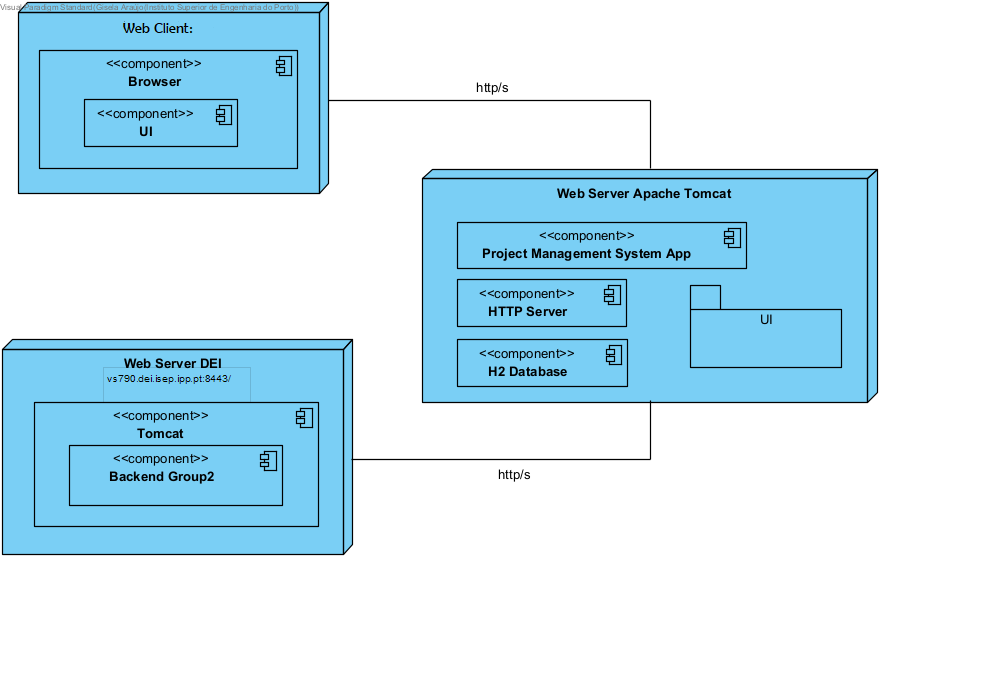 Visual Paradigm Standard(Gisela Araújo(Instituto Superior de Engenharia do Porto))
Web Client:
<<component>>
Browser
<<component>>
UI
http/s
Web Server Apache Tomcat
<<component>>
Project Management System App
<<component>>
HTTP Server
UI
<<component>>
H2 Database
Web Server DEI
vs790.dei.isep.ipp.pt:8443/
<<component>>
Tomcat
<<component>>
Backend Group2
http/s